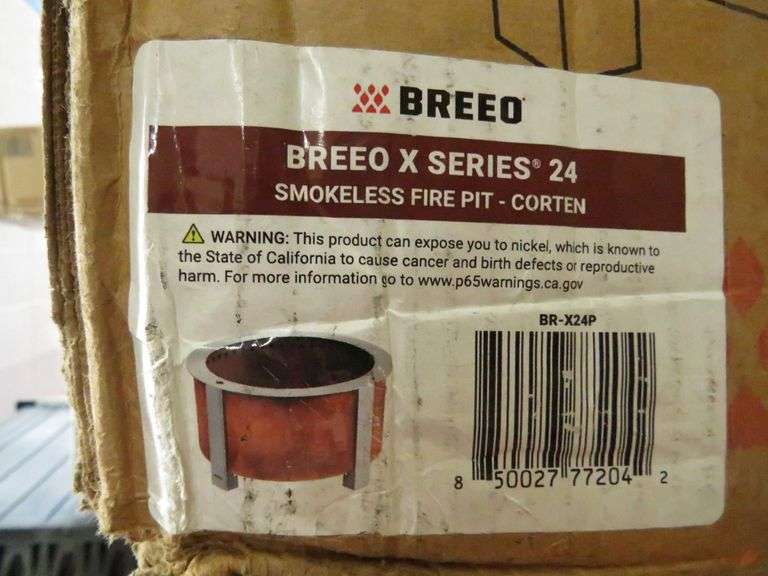 BREEO
BREEO X SERIES® 24
SMOKELESS FIRE PIT - CORTEN
⚠ WARNING: This product can expose you to nickel, which is known to
the State of California to cause cancer and birth defects or reproductive
harm. For more information go to www.p65warnings.ca.gov
BR-X24P
8 50027 77204 2